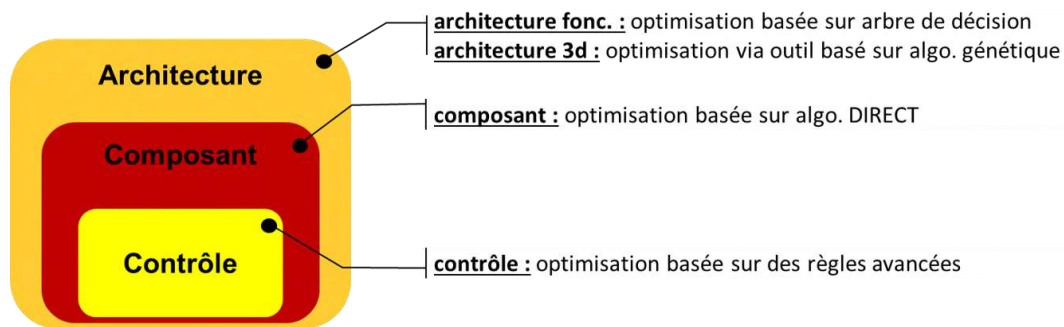 architecture fonc. : optimisation basée sur arbre de décision
architecture 3d : optimisation via outil basé sur algo. génétique
Architecture
composant : optimisation basée sur algo. DIRECT
Composant
Contrôle
contrôle : optimisation basée sur des règles avancées